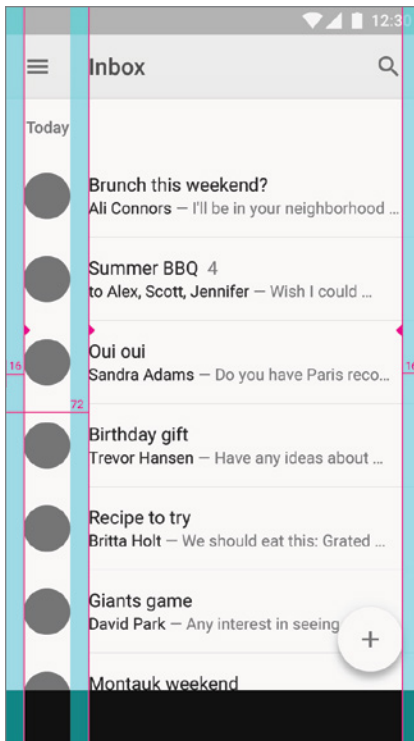 12:30
Inbox
Today
Brunch this weekend?
Ali Connors — I'll be in your neighborhood ...
Summer BBQ 4
to Alex, Scott, Jennifer — Wish I could ...
Oui oui
16
16
Sandra Adams — Do you have Paris reco...
72
Birthday gift
Trevor Hansen — Have any ideas about ...
Recipe to try
Britta Holt — We should eat this: Grated ...
Giants game
David Park — Any interest in seeing
Montauk weekend